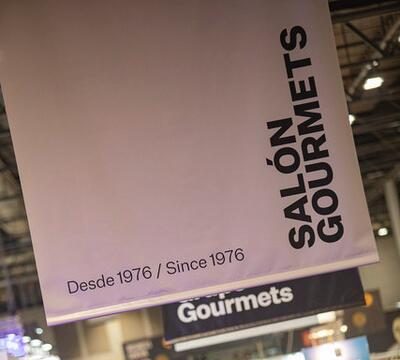 SALÓN
GOURMETS
Desde 1976 / Since 1976
Gourmets